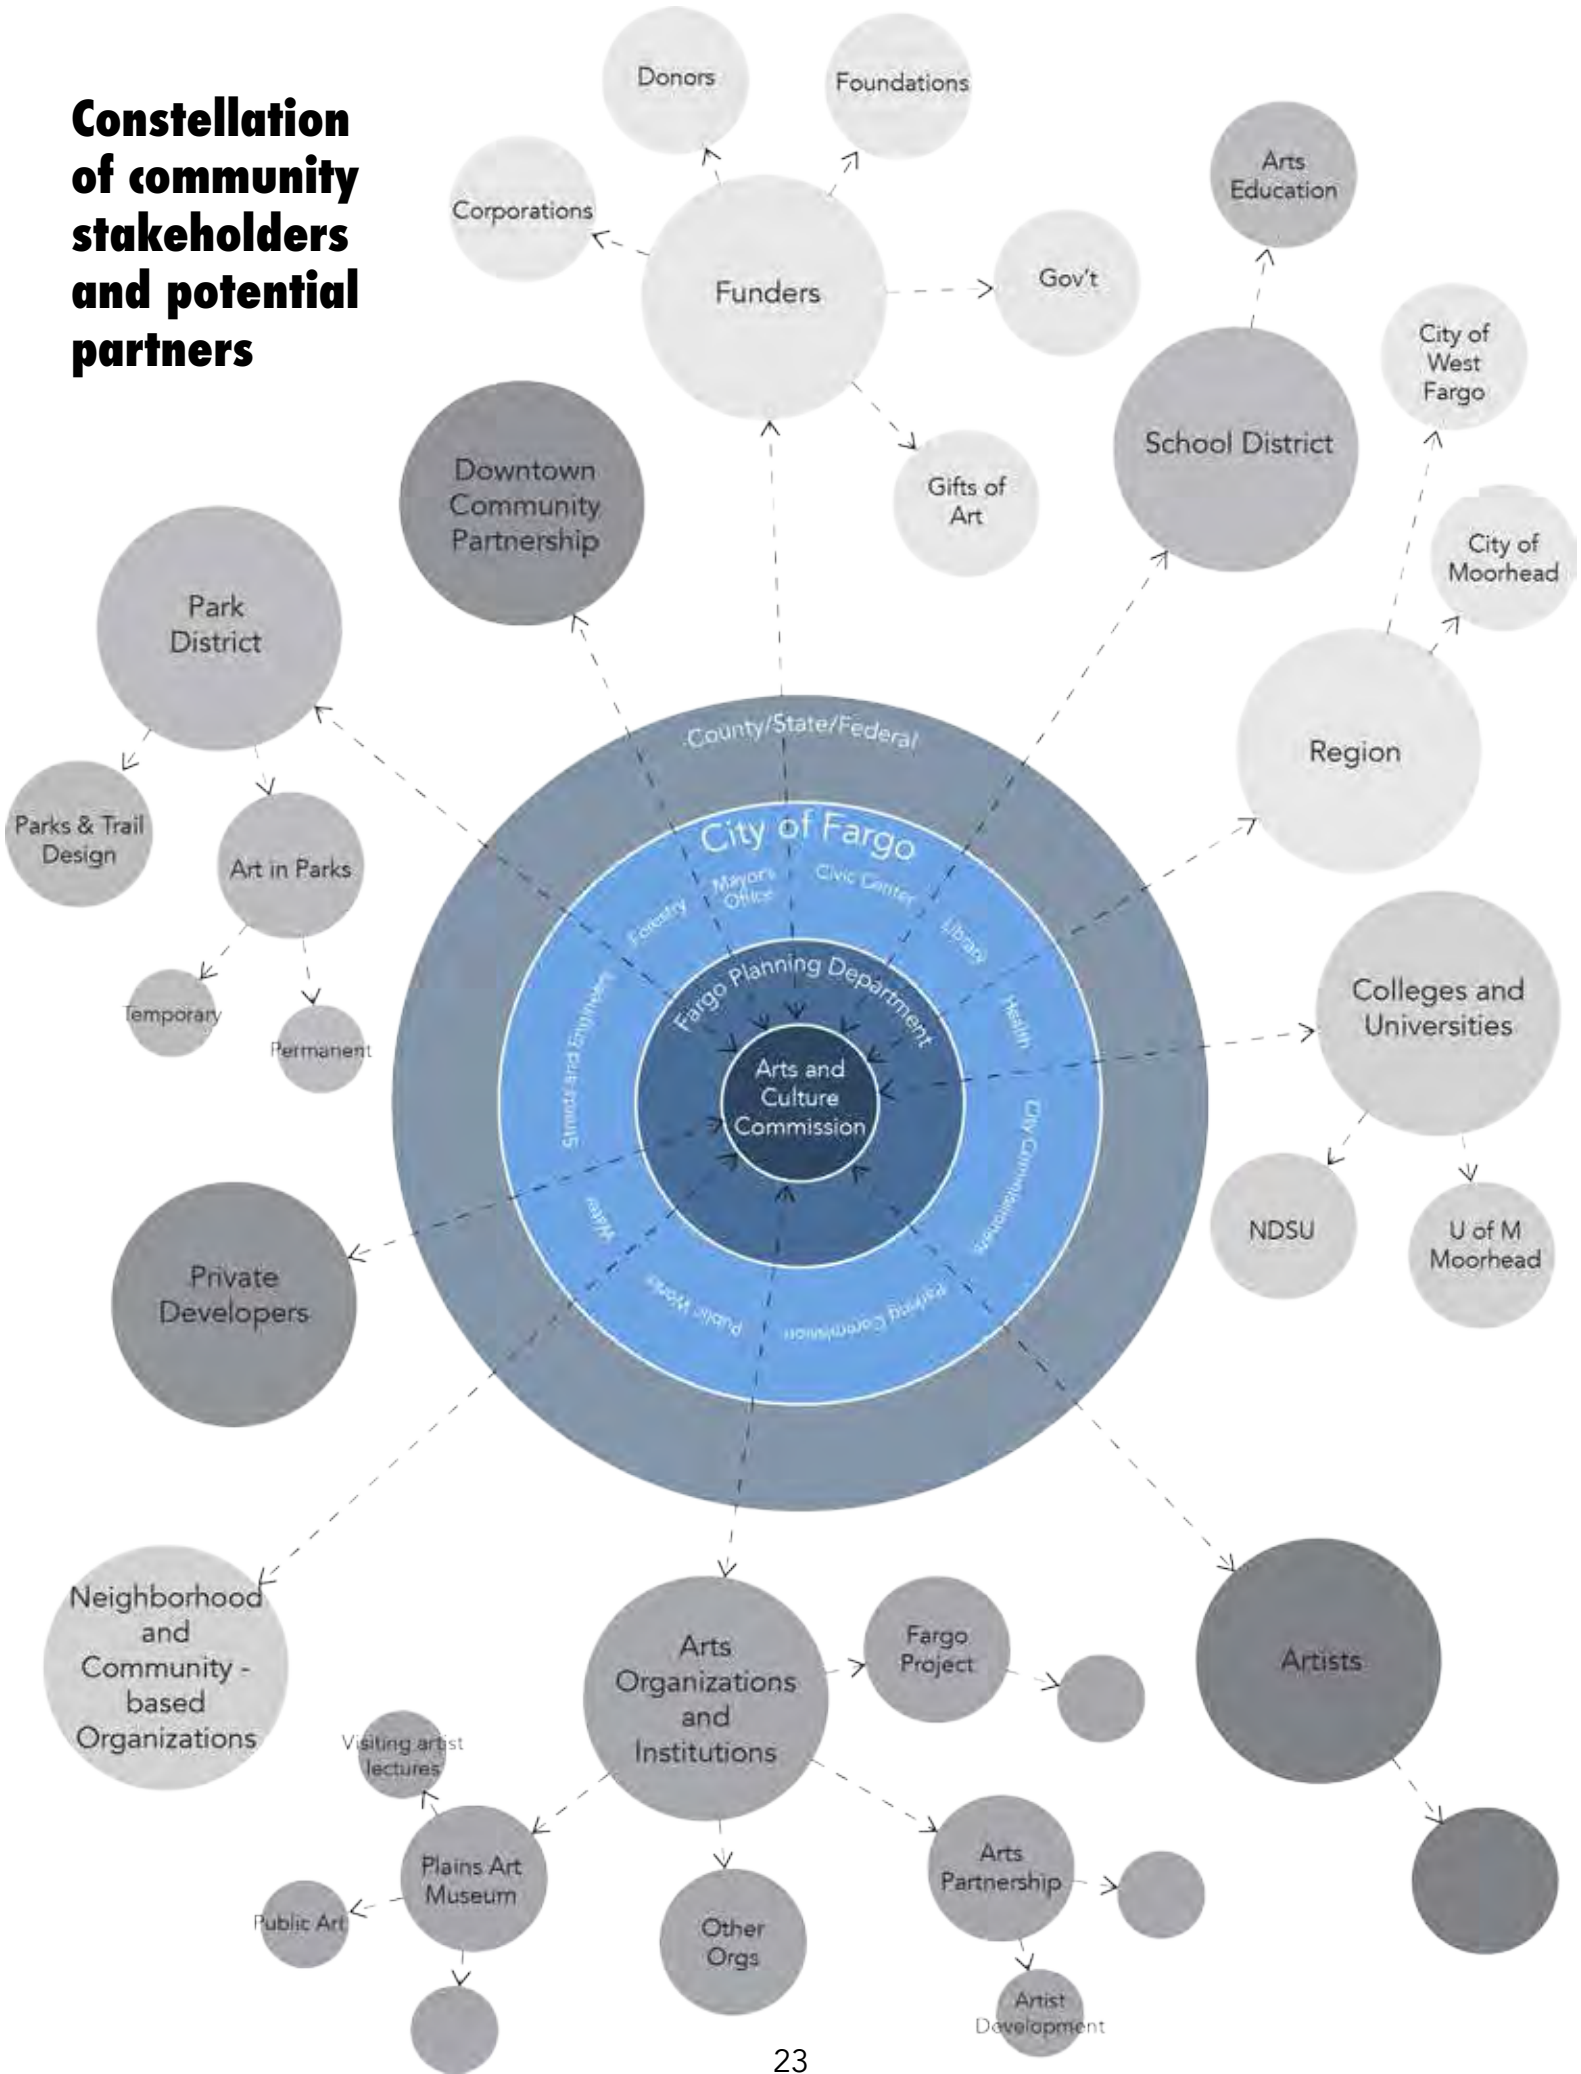 Constellation
of community
stakeholders
and potential
partners
Donors
Foundations
Corporations
Funders
Gov't
Gifts of
Art
Arts
Education
School District
City of
West
Fargo
City of
Moorhead
Region
Downtown
Community
Partnership
Park
District
Parks & Trail
Design
Art in Parks
Temporary
Permanent
County/State/Federal
City of Fargo
Forestry
Mayor's
Office
Civic Center
Library
Health
City Commissioners
Parking Commission
Public Works
Water
Streets and Engineers
Fargo Planning Department
Arts and
Culture
Commission
Colleges and
Universities
NDSU
U of M
Moorhead
Private
Developers
Neighborhood
and
Community -
based
Organizations
Arts
Organizations
and
Institutions
Fargo
Project
Artists
Visiting artist
lectures
Plains Art
Museum
Public Art
Other
Orgs
Arts
Partnership
Artist
Development
23